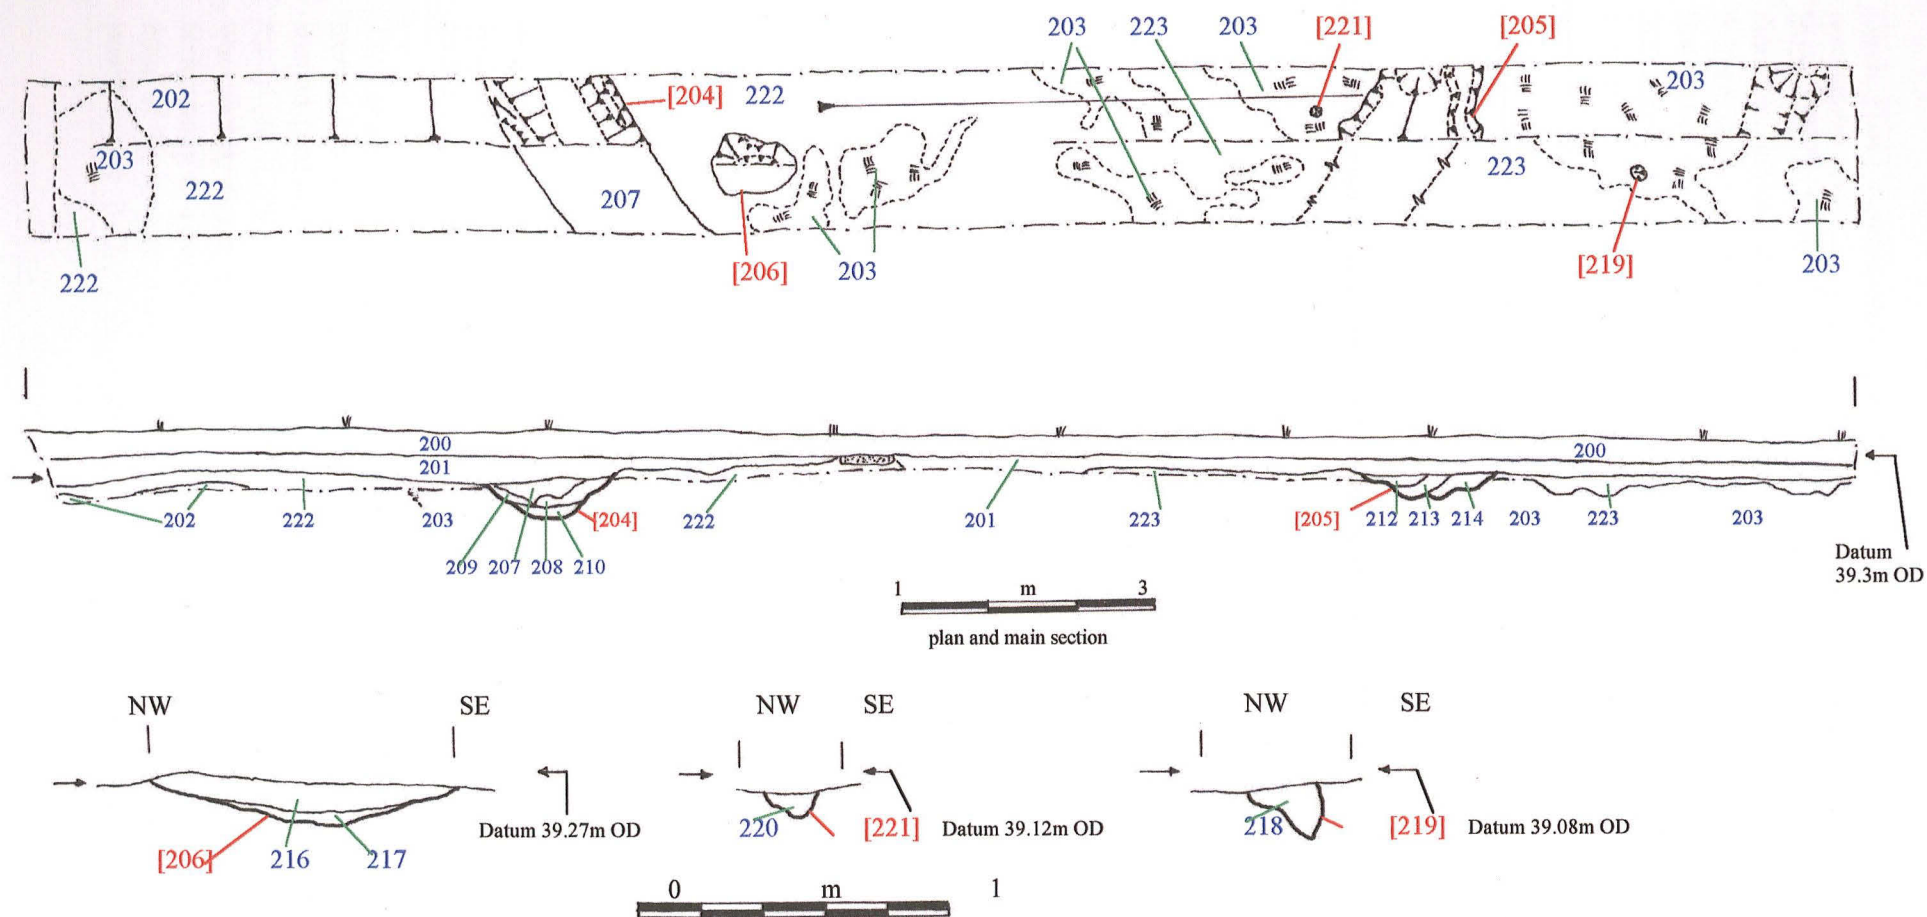 203 223 203 [221] [205]
202 [204] 222 203
203 222 207 223
222 [206] 203 [219] 203
200 200
201
202 222 203 [204] 222 201 223 [205] 212 213 214 203 223 203
209 207 208 210
Datum
39.3m OD
1 m 3
plan and main section
NW SE NW SE NW SE
[206] 216 217 Datum 39.27m OD 220 [221] Datum 39.12m OD 218 [219] Datum 39.08m OD
0 m 1